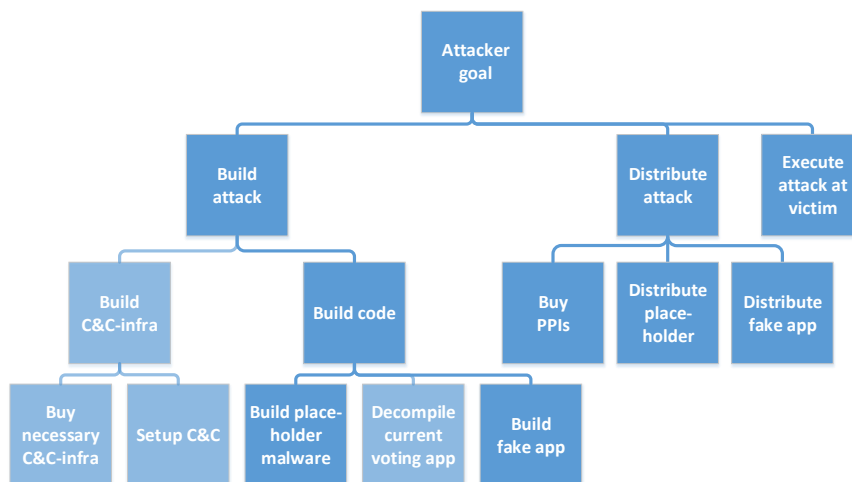 Attacker
goal
Build
attack
Distribute
attack
Execute
attack at
victim
Build
C&C-infra
Build code
Buy
PPIs
Distribute
place-
holder
Distribute
fake app
Buy
necessary
C&C-infra
Setup C&C
Build place-
holder
malware
Decompile
current
voting app
Build
fake app